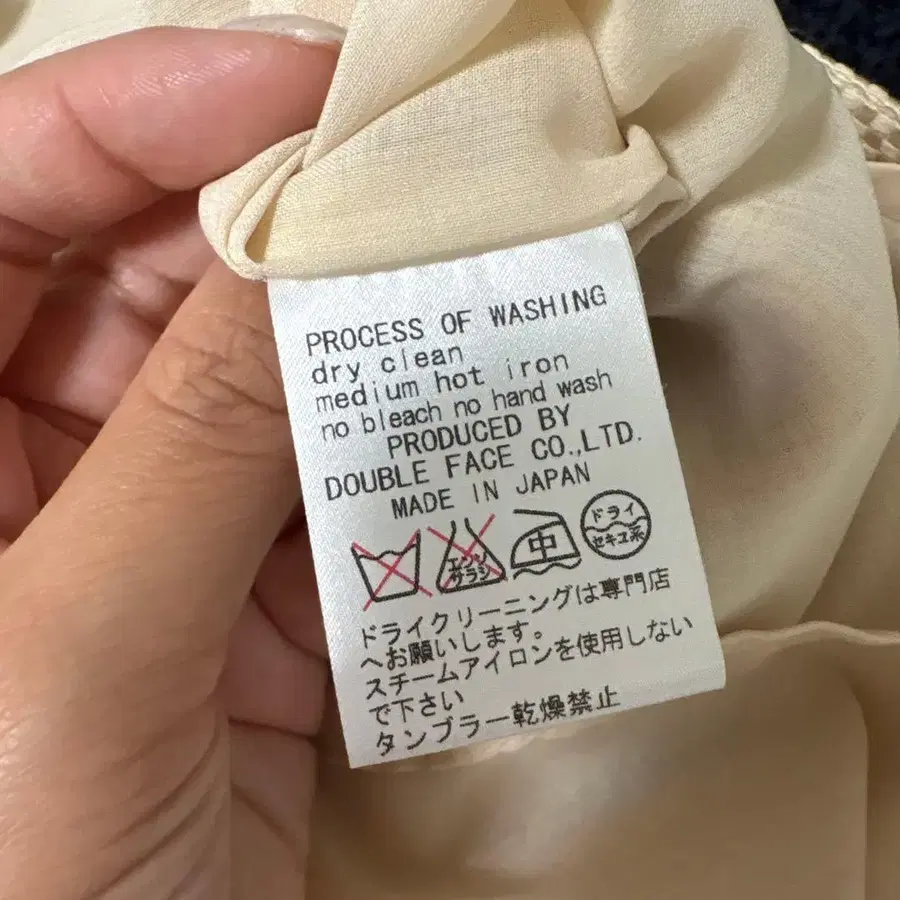 PROCESS OF WASHING
dry clean
medium hot iron
no bleach no hand wash
PRODUCED BY
DOUBLE FACE CO.,LTD.
MADE IN JAPAN
エンソ
サラシ
中
ドライ
セキユ系
ドライクリーニングは専門店
へお願いします。
スチームアイロンを使用しない
で下さい
タンブラー乾燥禁止